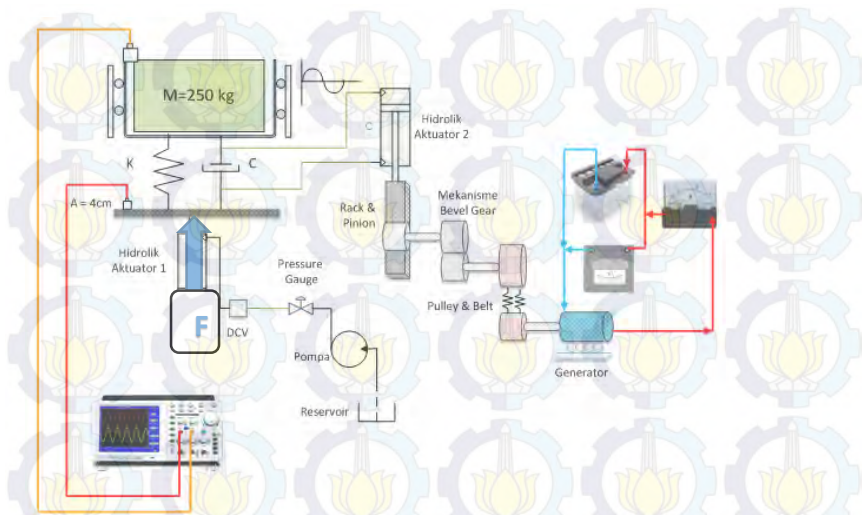 M=250 kg
K
C
A = 4cm
C
Hidrolik
Aktuator 2
Rack &
Pinion
Mekanisme
Bevel Gear
Hidrolik
Aktuator 1
F
Pressure
Gauge
DCV
Pompa
Reservoir
Pulley & Belt
Generator